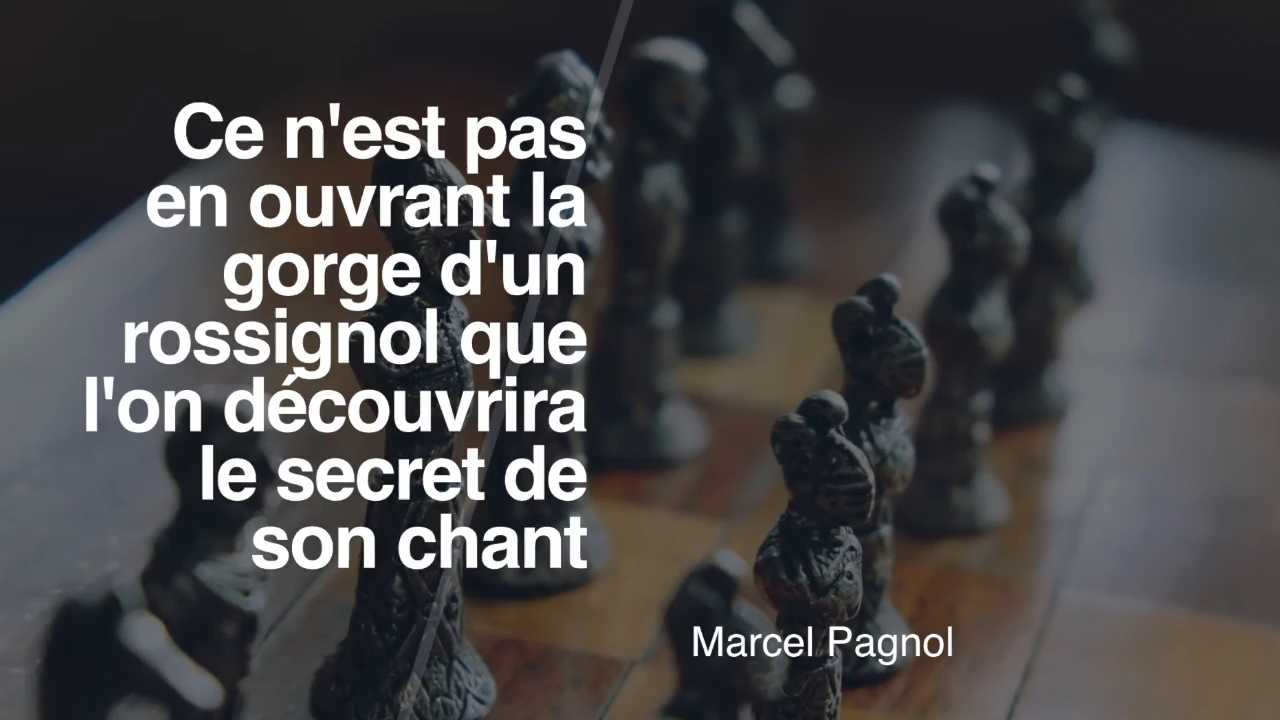 Ce n'est pas
en ouvrant la
gorge d'un
rossignol que
l'on découvrira
le secret de
son chant
Marcel Pagnol